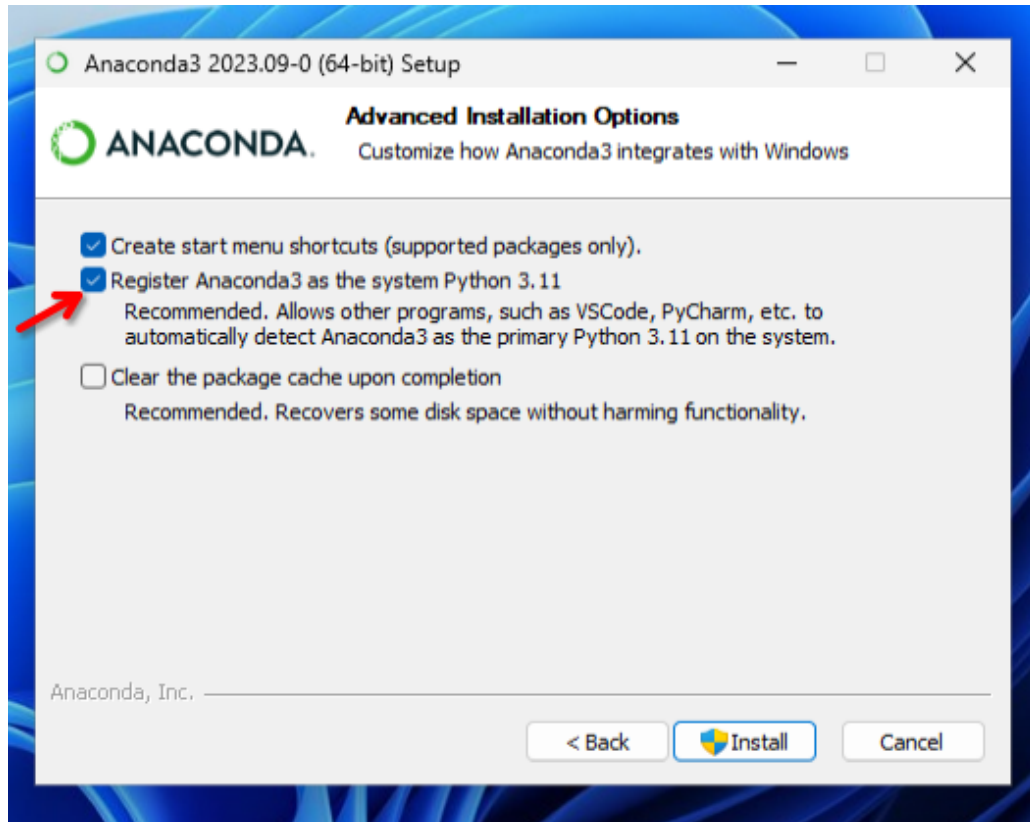 Anaconda3 2023.09-0 (64-bit) Setup
ANACONDA.
Advanced Installation Options
Customize how Anaconda3 integrates with Windows
Create start menu shortcuts (supported packages only).
Register Anaconda3 as the system Python 3.11
Recommended. Allows other programs, such as VSCode, PyCharm, etc. to
automatically detect Anaconda3 as the primary Python 3.11 on the system.
Clear the package cache upon completion
Recommended. Recovers some disk space without harming functionality.
Anaconda, Inc.
< Back
Install
Cancel